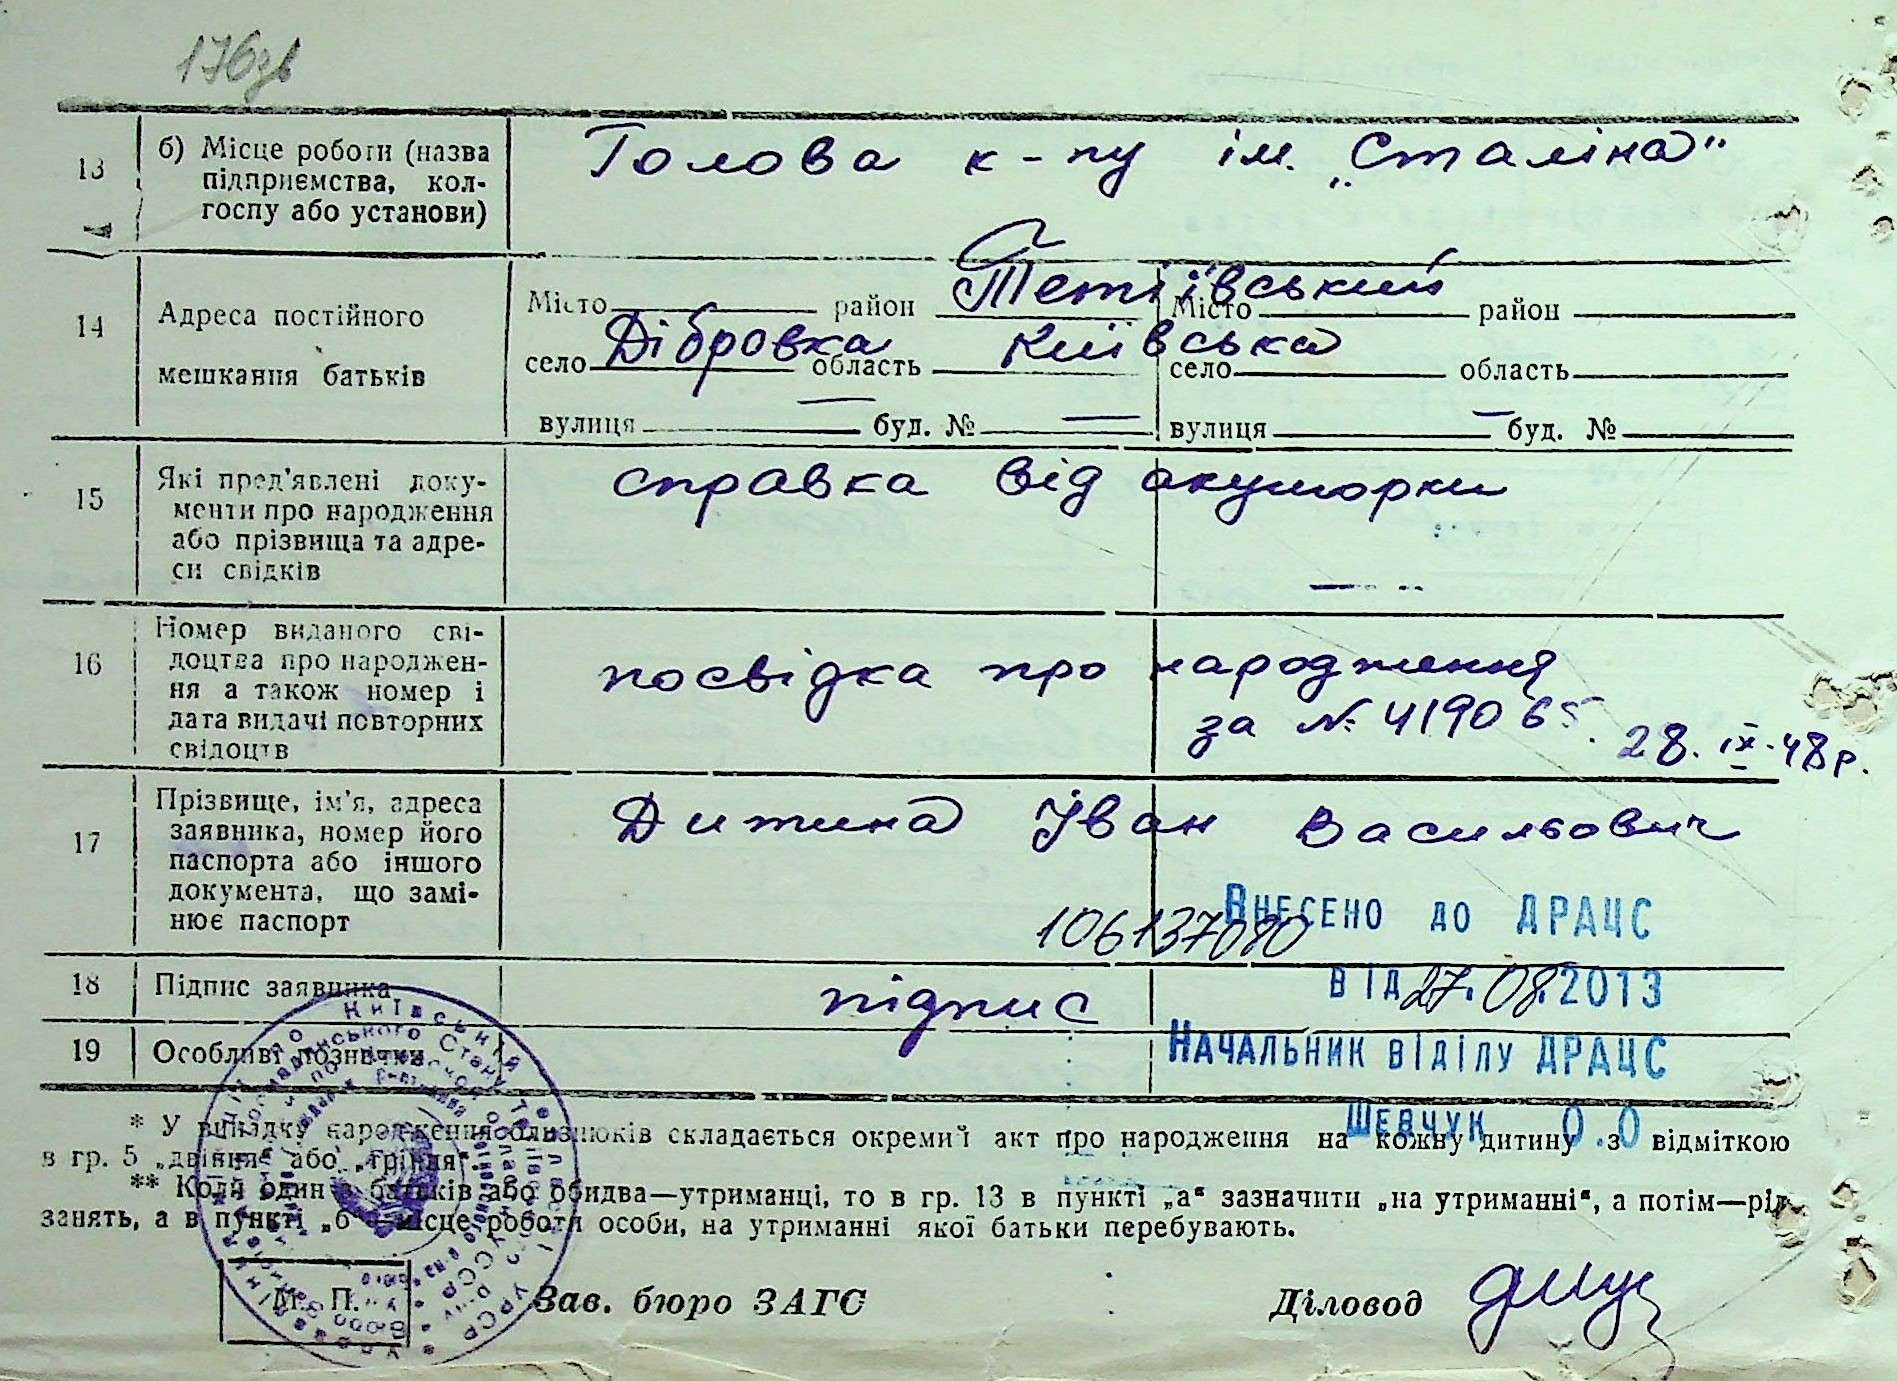 176 зв
13 б) Місце роботи (назва підприємства, колгоспу або установи) Голова к-пу ім. „Сталіна"
14 Адреса постійного мешкання батьків
Місто район Тетіївський Місто район
село Дібровка область Київська село область
вулиця — буд. № — вулиця — буд. №
15 Які пред'явлені документи про народження або прізвища та адреси свідків справка від акушорки
16 Номер виданого свідоцтва про народження а також номер і дата видачі повторних свідоцтв посвідка про народження
за № 419065. 28.IX.48р.
17 Прізвище, ім'я, адреса заявника, номер його паспорта або іншого документа, що замінює паспорт Дитина Іван Васильович
Внесено до ДРАЦС
18 Підпис заявника підпис
від 27.08.2013
19 Особливі позначки
Начальник відділу ДРАЦС
Шевчук О.О
* У випадку народження близнюків складається окремий акт про народження на кожну дитину з відміткою
в гр. 5 „двійня" або „трійня".
** Коли один з батьків або обидва—утриманці, то в гр. 13 в пункті „а" зазначити „на утриманні", а потім—рід
занять, а в пункті „б" місце роботи особи, на утриманні якої батьки перебувають.
М. П. Зав. бюро ЗАГС Діловод